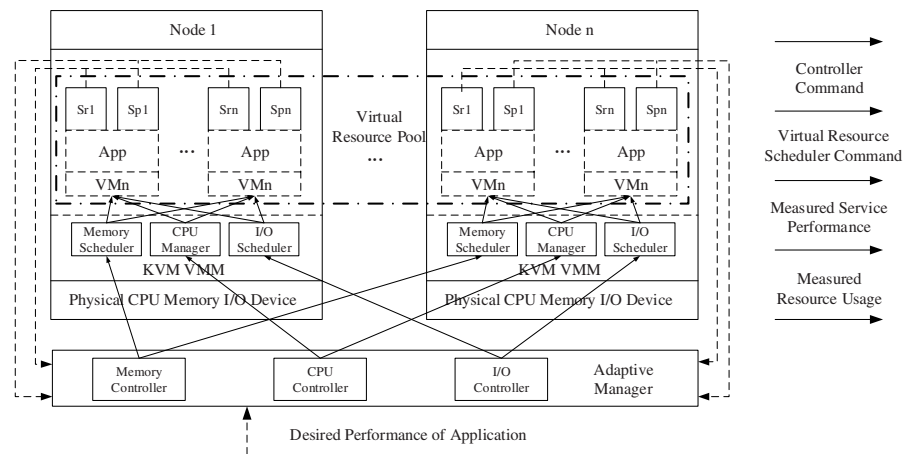 Node 1
Node n
Sr1
Sp1
Srn
Spn
Virtual
Resource Pool
...
Sr1
Sp1
Srn
Spn
App
...
App
App
...
App
VMn
VMn
VMn
VMn
Memory
Scheduler
CPU
Manager
I/O
Scheduler
Memory
Scheduler
CPU
Manager
I/O
Scheduler
KVM VMM
KVM VMM
Physical CPU Memory I/O Device
Physical CPU Memory I/O Device
Memory
Controller
CPU
Controller
I/O
Controller
Adaptive
Manager
Desired Performance of Application
Controller
Command
Virtual Resource
Scheduler Command
Measured Service
Performance
Measured
Resource Usage